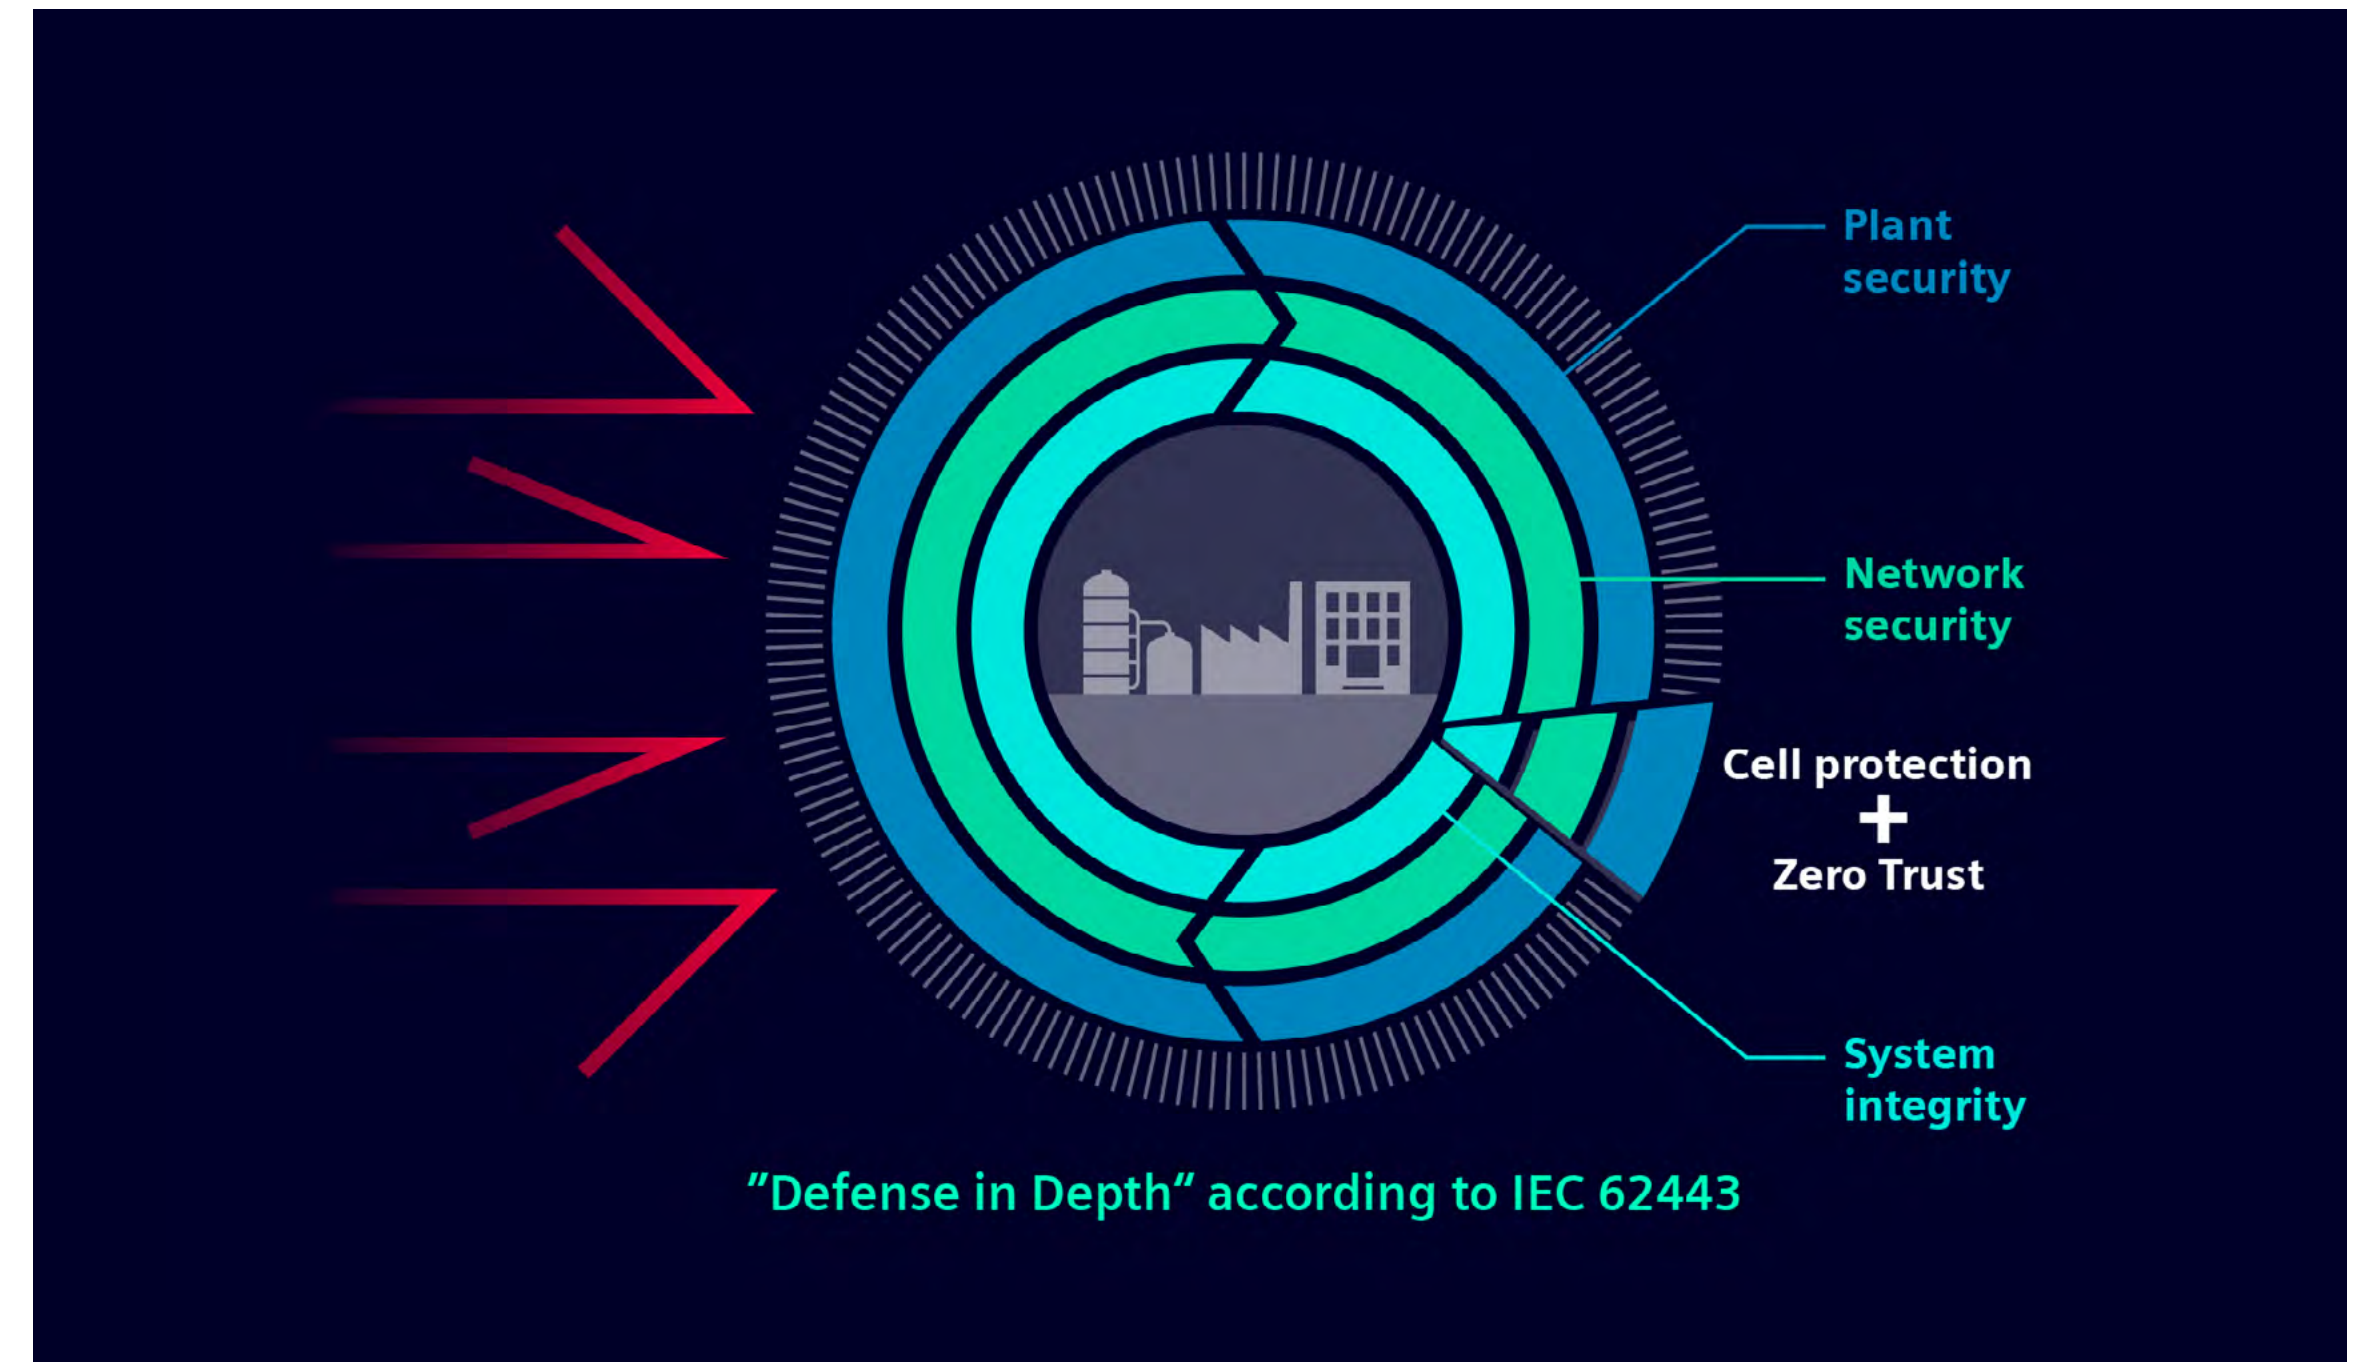 Plant
security
Network
security
Cell protection
+
Zero Trust
System
integrity
"Defense in Depth" according to IEC 62443